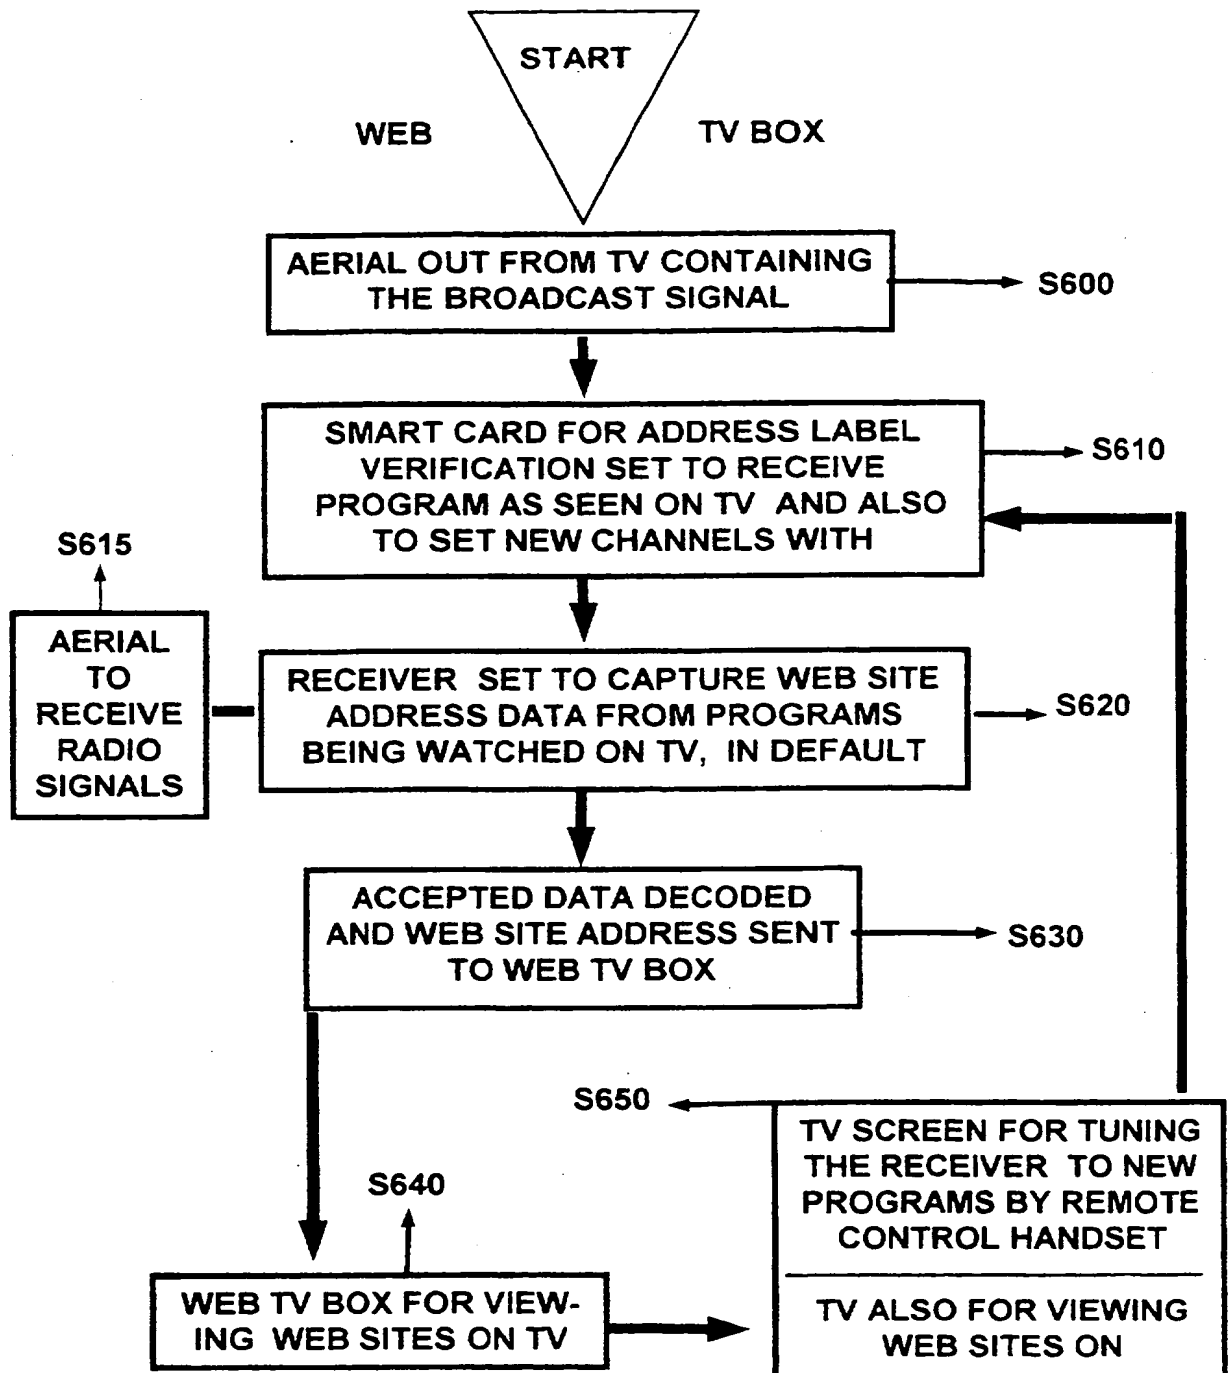 START
WEB
TV BOX
AERIAL OUT FROM TV CONTAINING
THE BROADCAST SIGNAL
S600
SMART CARD FOR ADDRESS LABEL
VERIFICATION SET TO RECEIVE
PROGRAM AS SEEN ON TV AND ALSO
TO SET NEW CHANNELS WITH
S610
S615
AERIAL
TO
RECEIVE
RADIO
SIGNALS
RECEIVER SET TO CAPTURE WEB SITE
ADDRESS DATA FROM PROGRAMS
BEING WATCHED ON TV, IN DEFAULT
S620
ACCEPTED DATA DECODED
AND WEB SITE ADDRESS SENT
TO WEB TV BOX
S630
S650
TV SCREEN FOR TUNING
THE RECEIVER TO NEW
PROGRAMS BY REMOTE
CONTROL HANDSET
TV ALSO FOR VIEWING
WEB SITES ON
S640
WEB TV BOX FOR VIEW-
ING WEB SITES ON TV